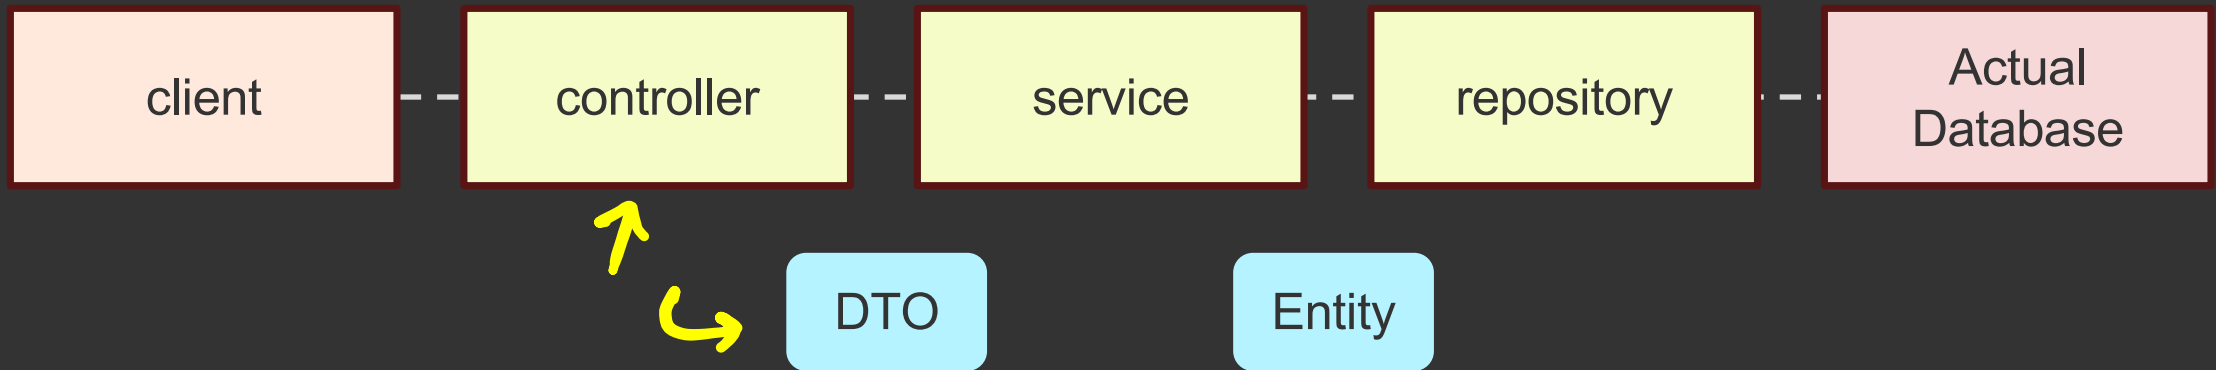 client
controller
service
repository
Actual
Database
DTO
Entity